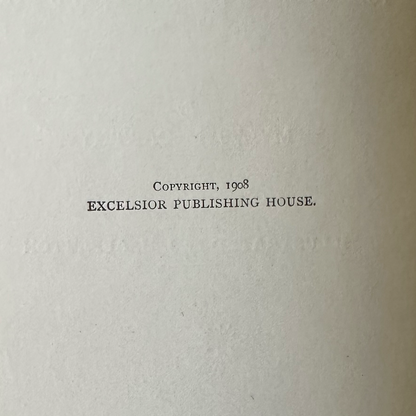 Copyright, 1908
EXCELSIOR PUBLISHING HOUSE.